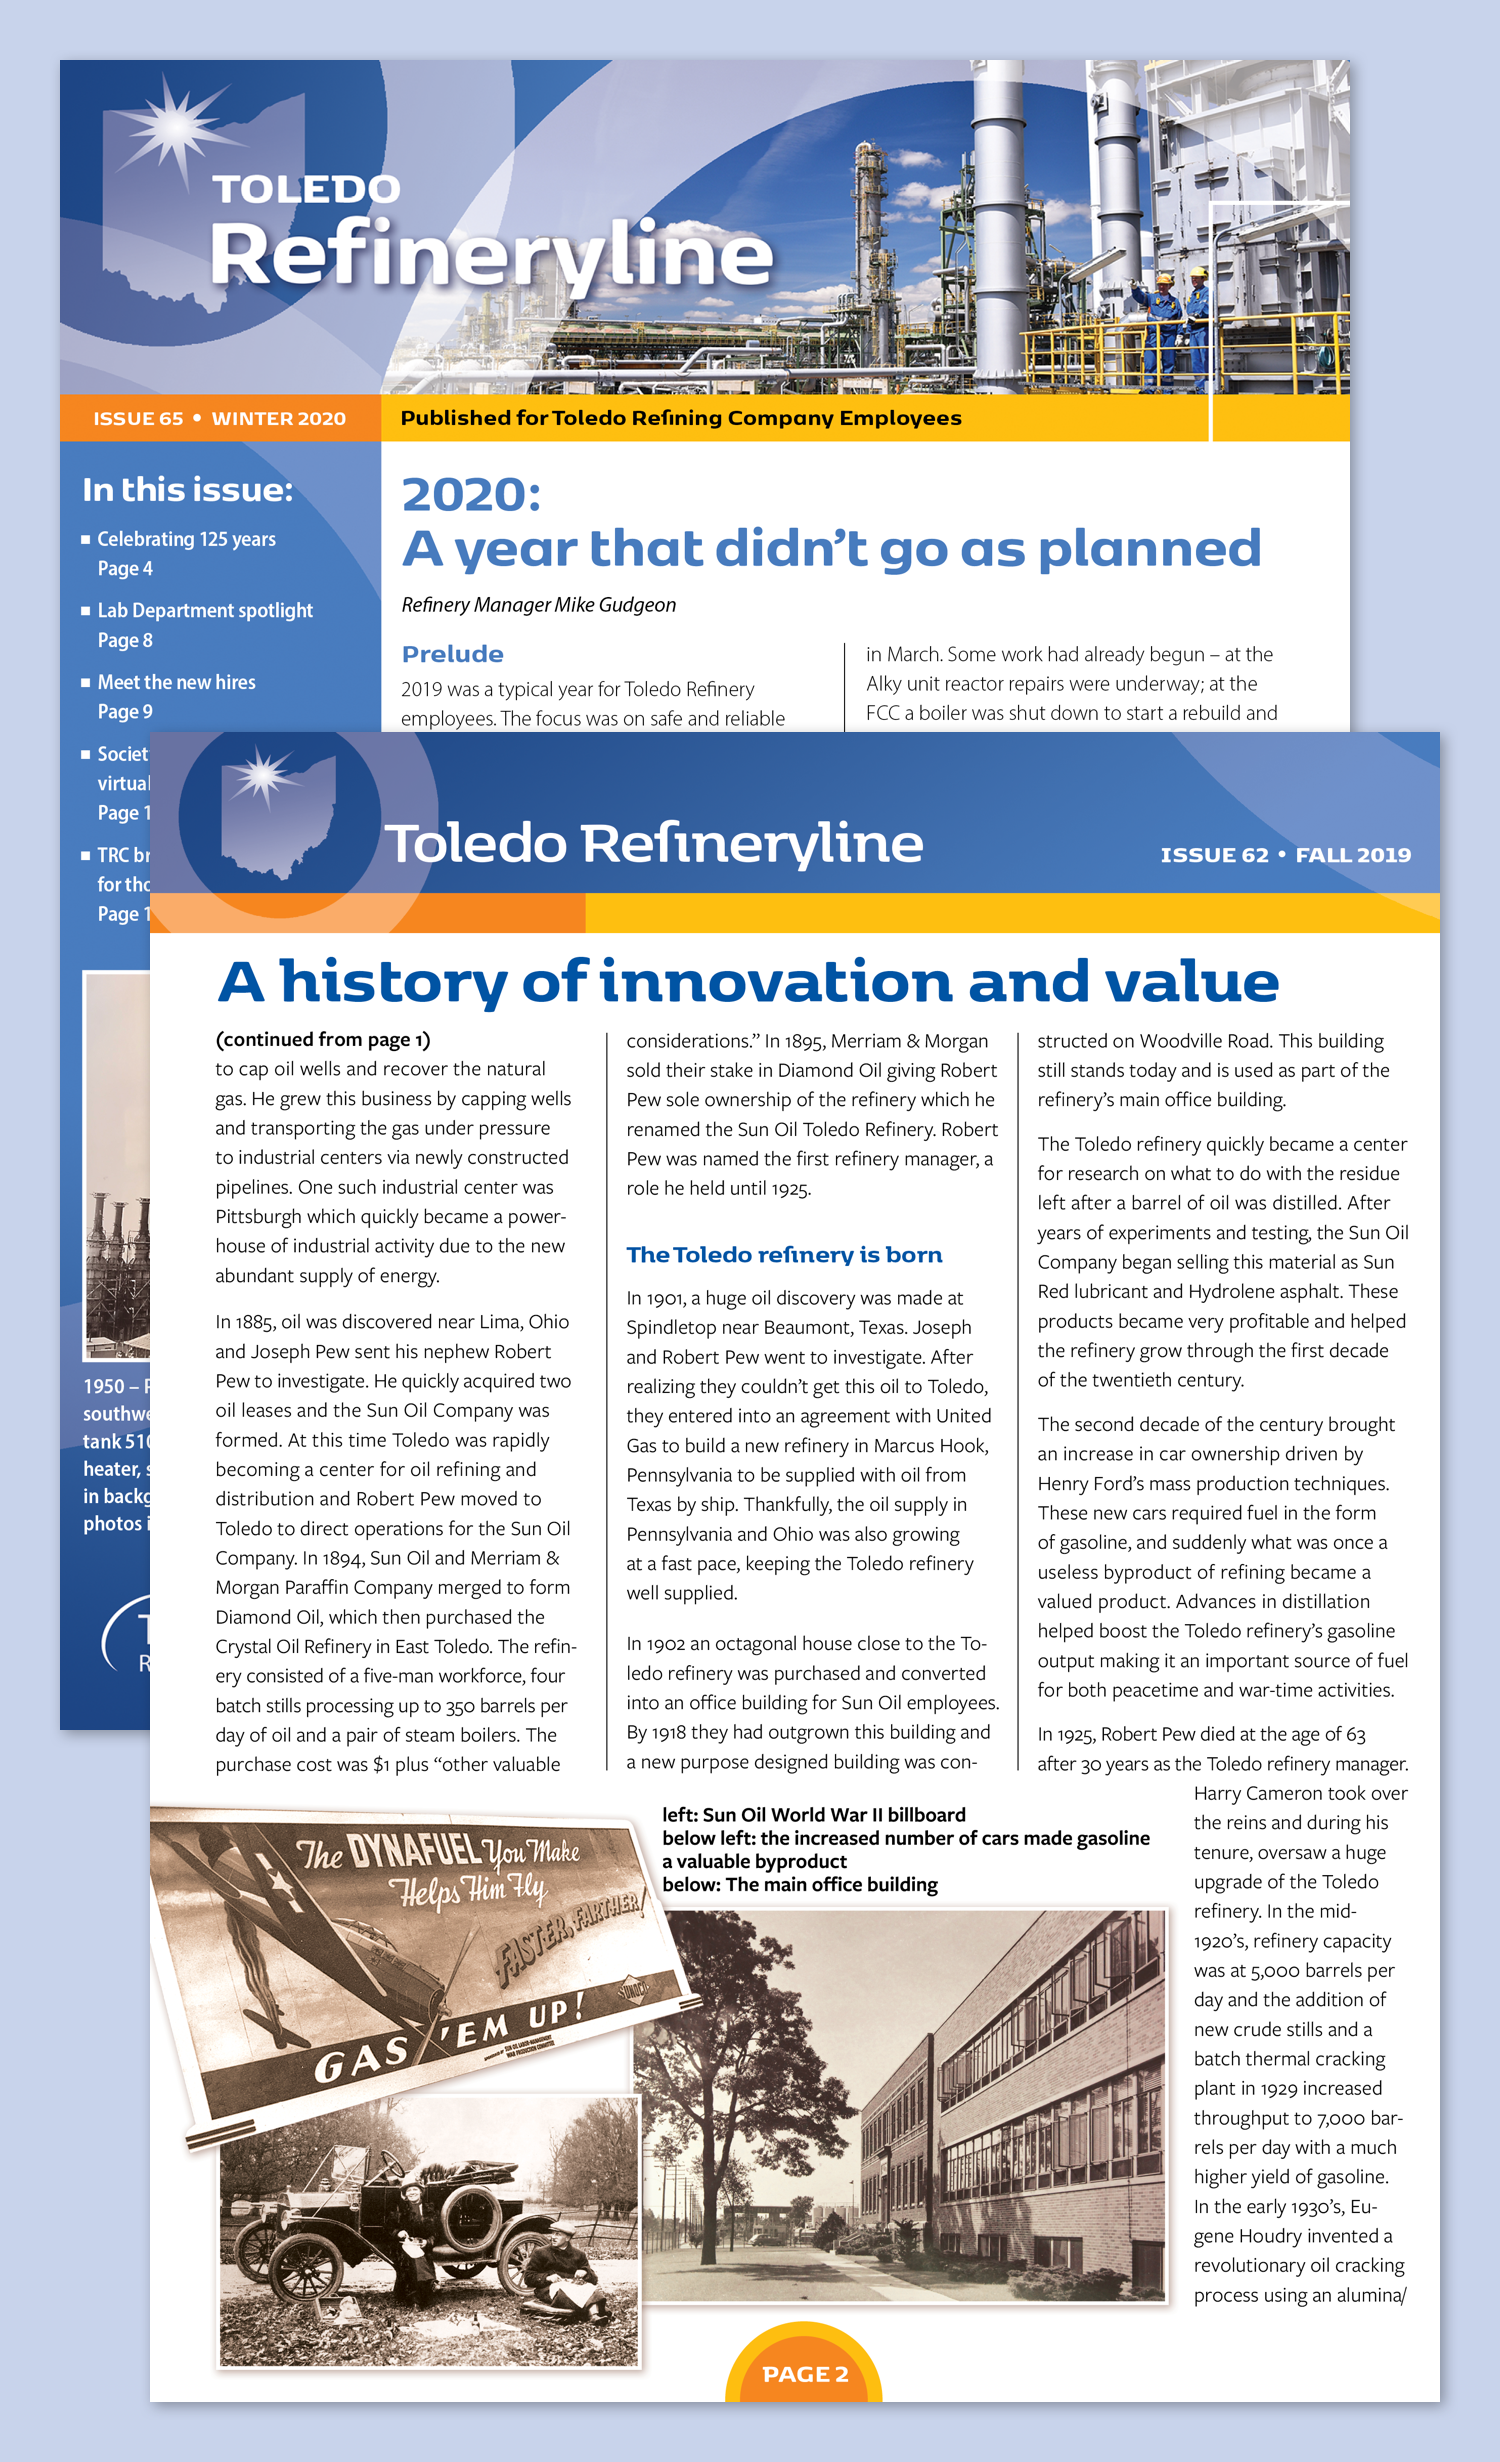 TOLEDO
Refineryline
ISSUE 65 • WINTER 2020
Published for Toledo Refining Company Employees
In this issue:
Celebrating 125 years
Page 4
Lab Department spotlight
Page 8
Meet the new hires
Page 9
Page
TRC
Page
1950 –
tank
heater,
in
photos
2020:
A year that didn't go as planned
Refinery Manager Mike Gudgeon
Prelude
2019 was a typical year for Toledo Refinery
employees. The focus was on safe and reliable
in March. Some work had already begun – at the
Alky unit reactor repairs were underway; at the
FCC a boiler was shut down to start a rebuild and
Toledo Refineryline
ISSUE 62 • FALL 2019
A history of innovation and value
(continued from page 1)
to cap oil wells and recover the natural
gas. He grew this business by capping wells
and transporting the gas under pressure
to industrial centers via newly constructed
pipelines. One such industrial center was
Pittsburgh which quickly became a power-
house of industrial activity due to the new
abundant supply of energy.
In 1885, oil was discovered near Lima, Ohio
and Joseph Pew sent his nephew Robert
Pew to investigate. He quickly acquired two
oil leases and the Sun Oil Company was
formed. At this time Toledo was rapidly
becoming a center for oil refining and
distribution and Robert Pew moved to
Toledo to direct operations for the Sun Oil
Company. In 1894, Sun Oil and Merriam &
Morgan Paraffin Company merged to form
Diamond Oil, which then purchased the
Crystal Oil Refinery in East Toledo. The refin-
ery consisted of a five-man workforce, four
batch stills processing up to 350 barrels per
day of oil and a pair of steam boilers. The
purchase cost was $1 plus “other valuable
considerations.” In 1895, Merriam & Morgan
sold their stake in Diamond Oil giving Robert
Pew sole ownership of the refinery which he
renamed the Sun Oil Toledo Refinery. Robert
Pew was named the first refinery manager, a
role he held until 1925.
The Toledo refinery is born
In 1901, a huge oil discovery was made at
Spindletop near Beaumont, Texas. Joseph
and Robert Pew went to investigate. After
realizing they couldn't get this oil to Toledo,
they entered into an agreement with United
Gas to build a new refinery in Marcus Hook,
Pennsylvania to be supplied with oil from
Texas by ship. Thankfully, the oil supply in
Pennsylvania and Ohio was also growing
at a fast pace, keeping the Toledo refinery
well supplied.
In 1902 an octagonal house close to the To-
ledo refinery was purchased and converted
into an office building for Sun Oil employees.
By 1918 they had outgrown this building and
a new purpose designed building was con-
structed on Woodville Road. This building
still stands today and is used as part of the
refinery's main office building.
The Toledo refinery quickly became a center
for research on what to do with the residue
left after a barrel of oil was distilled. After
years of experiments and testing, the Sun Oil
Company began selling this material as Sun
Red lubricant and Hydrolene asphalt. These
products became very profitable and helped
the refinery grow through the first decade
of the twentieth century.
The second decade of the century brought
an increase in car ownership driven by
Henry Ford's mass production techniques.
These new cars required fuel in the form
of gasoline, and suddenly what was once a
useless byproduct of refining became a
valued product. Advances in distillation
helped boost the Toledo refinery's gasoline
output making it an important source of fuel
for both peacetime and war-time activities.
In 1925, Robert Pew died at the age of 63
after 30 years as the Toledo refinery manager.
Harry Cameron took over
the reins and during his
tenure, oversaw a huge
upgrade of the Toledo
refinery. In the mid-
1920's, refinery capacity
was at 5,000 barrels per
day and the addition of
new crude stills and a
batch thermal cracking
plant in 1929 increased
throughput to 7,000 bar-
rels per day with a much
higher yield of gasoline.
In the early 1930's, Eu-
gene Houdry invented a
revolutionary oil cracking
process using an alumina/
left: Sun Oil World War II billboard
below left: the increased number of cars made gasoline
a valuable byproduct
below: The main office building
The DYNAFUEL You Make
Helps Him Fly
FASTER, FARTHER!
SUNOCO
GAS 'EM UP!
PAGE 2